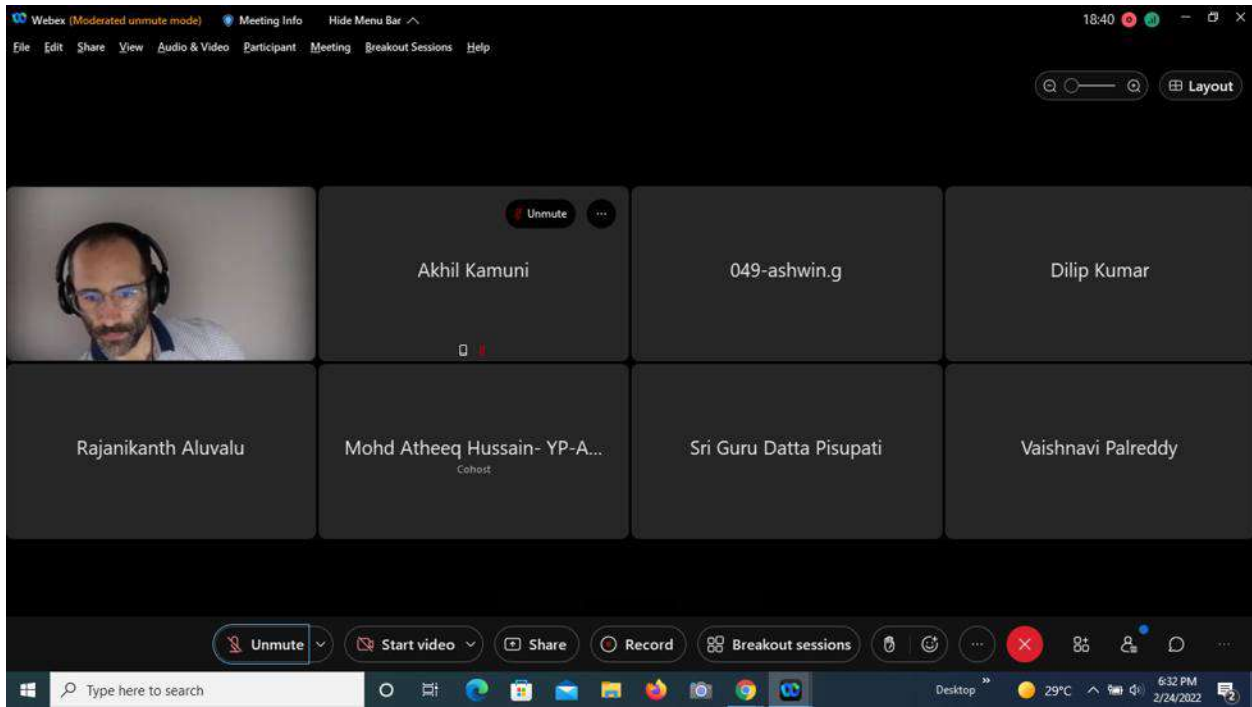 Webex (Moderated unmute mode) Meeting Info Hide Menu Bar
18:40
File Edit Share View Audio & Video Participant Meeting Breakout Sessions Help
Layout
Unmute
Akhil Kamuni
049-ashwin.g
Dilip Kumar
Rajanikanth Aluvalu
Mohd Atheeq Hussain- YP-A...
Cohost
Sri Guru Datta Pisupati
Vaishnavi Palreddy
Unmute Start video Share Record Breakout sessions
Type here to search
Desktop
29°C
6:32 PM
2/24/2022
2